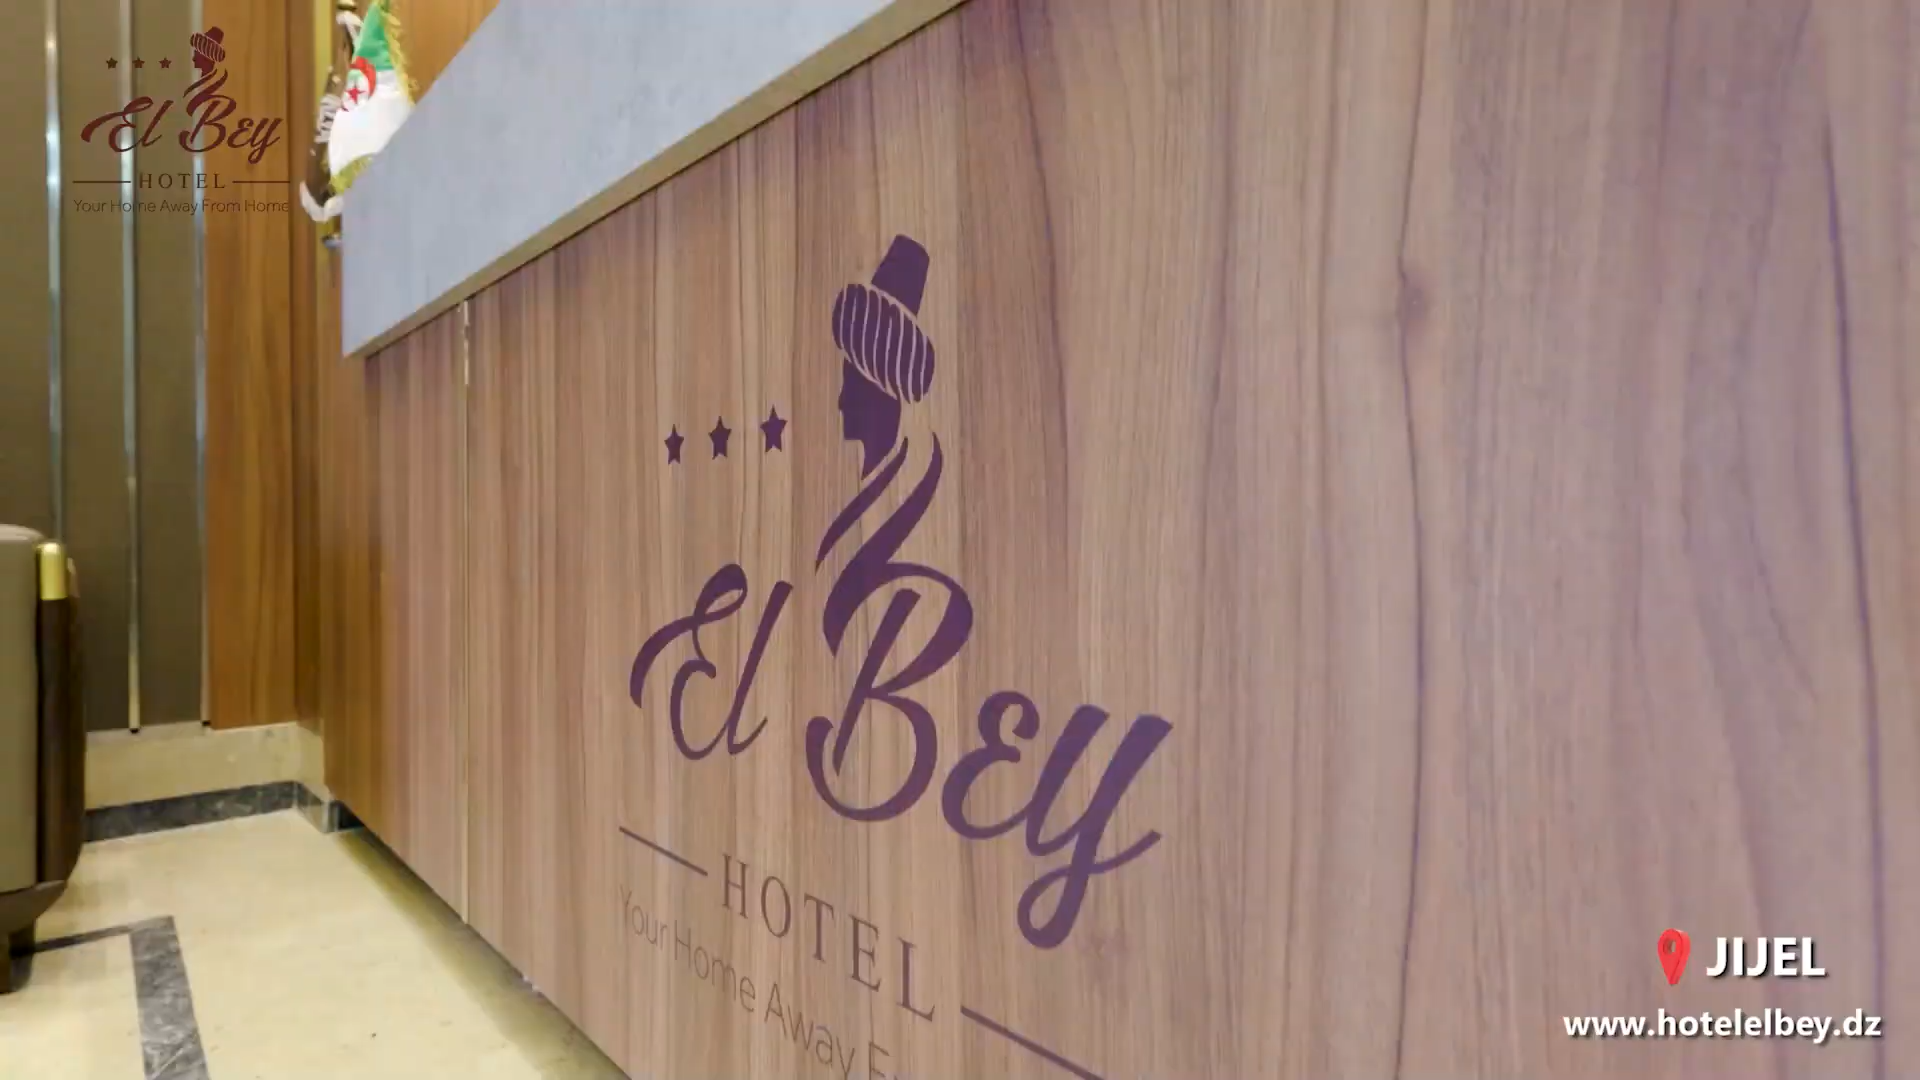 El Bey
HOTEL
Your Home Away From Home
El Bey
HOTEL
Your Home Away
JIJEL
www.hotelelbey.dz